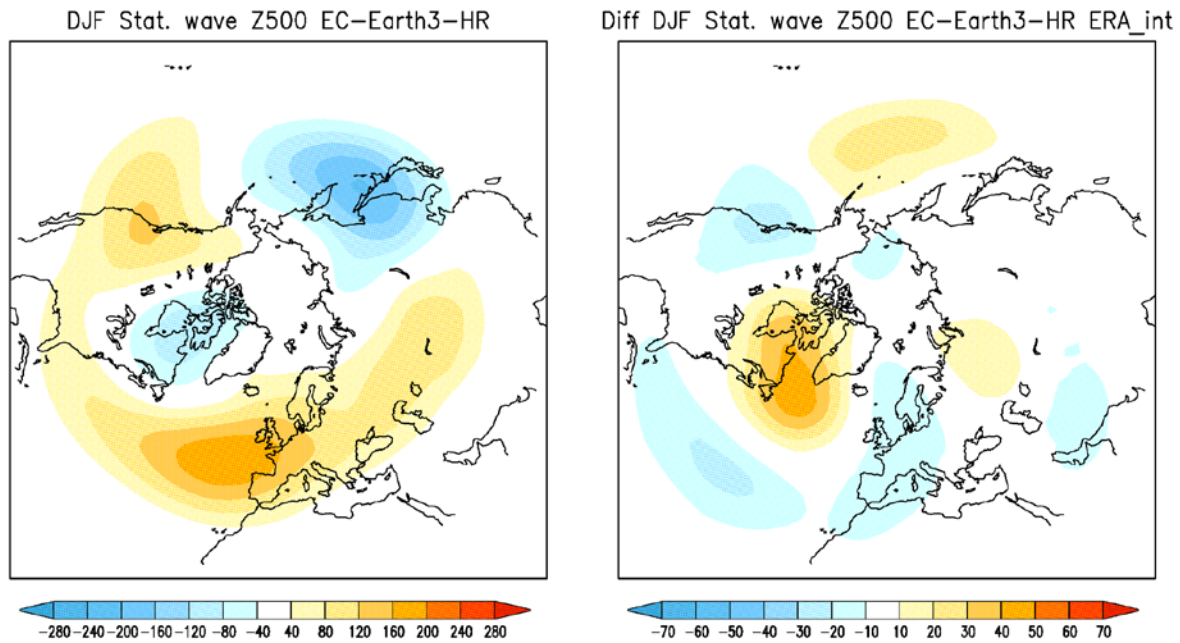 DJF Stat. wave Z500 EC-Earth3-HR
Diff DJF Stat. wave Z500 EC-Earth3-HR ERA_int
-280 -240 -200 -160 -120 -80 -40 40 80 120 160 200 240 280
-70 -60 -50 -40 -30 -20 -10 10 20 30 40 50 60 70